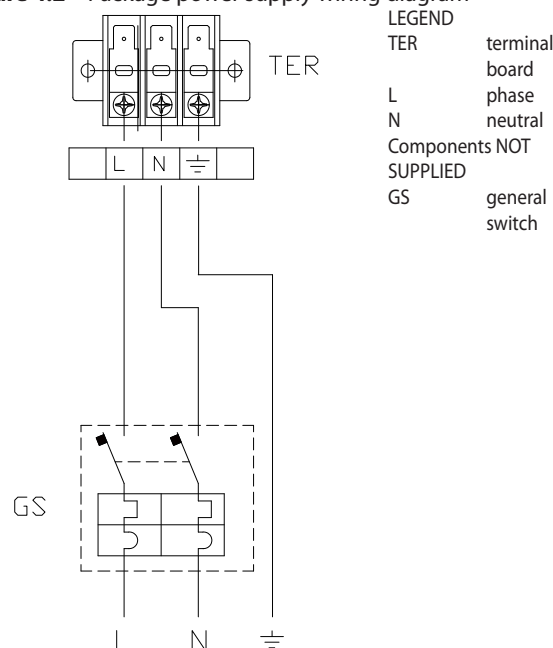 Package power supply wiring diagram
LEGEND
TER terminal board
L phase
N neutral
Components NOT SUPPLIED
GS general switch
TER
L N
GS
L N